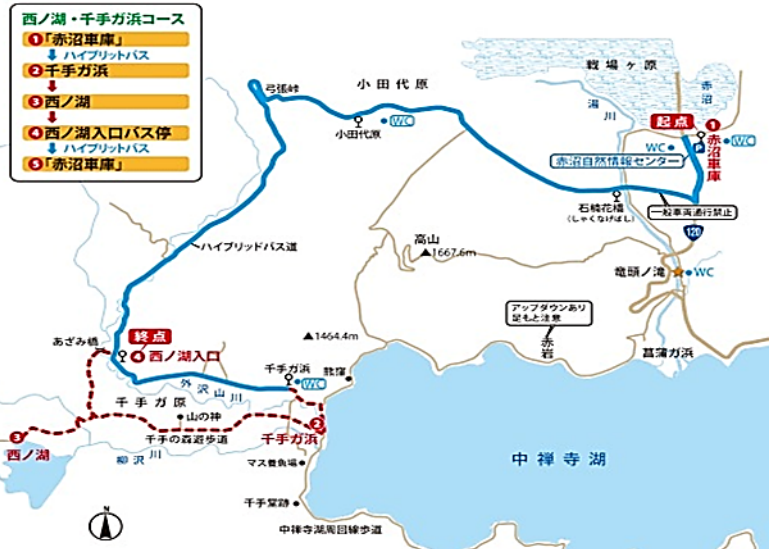 西ノ湖・千手ガ浜コース
1「赤沼車庫」
ハイブリットバス
2千手ガ浜
3西ノ湖
4西ノ湖入口バス停
ハイブリットバス
5「赤沼車庫」
弓張峠
小田代原
小田代原
WC
戦場ヶ原
湯川
赤沼
起点
1
赤沼車庫
WC
WC
P
赤沼自然情報センター
石楠花橋
(しゃくなげばし)
一般車両通行禁止
120
ハイブリッドバス道
高山
1667.6m
竜頭ノ滝
WC
アップダウンあり
足もと注意
赤岩
菖蒲ガ浜
1464.4m
あざみ橋
終点
4
西ノ湖入口
千手ガ浜
WC
熊窪
外沢山川
千手ガ原
山の神
2
千手ガ浜
千手の森遊歩道
3
西ノ湖
柳沢川
マス養魚場
千手堂跡
中禅寺湖
中禅寺湖周回線歩道
N